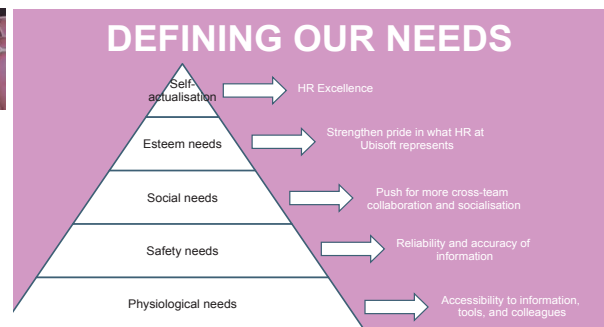 DEFINING OUR NEEDS
Self-
actualisation
HR Excellence
Esteem needs
Strengthen pride in what HR at
Ubisoft represents
Social needs
Push for more cross-team
collaboration and socialisation
Safety needs
Reliability and accuracy of
information
Physiological needs
Accessibility to information,
tools, and colleagues